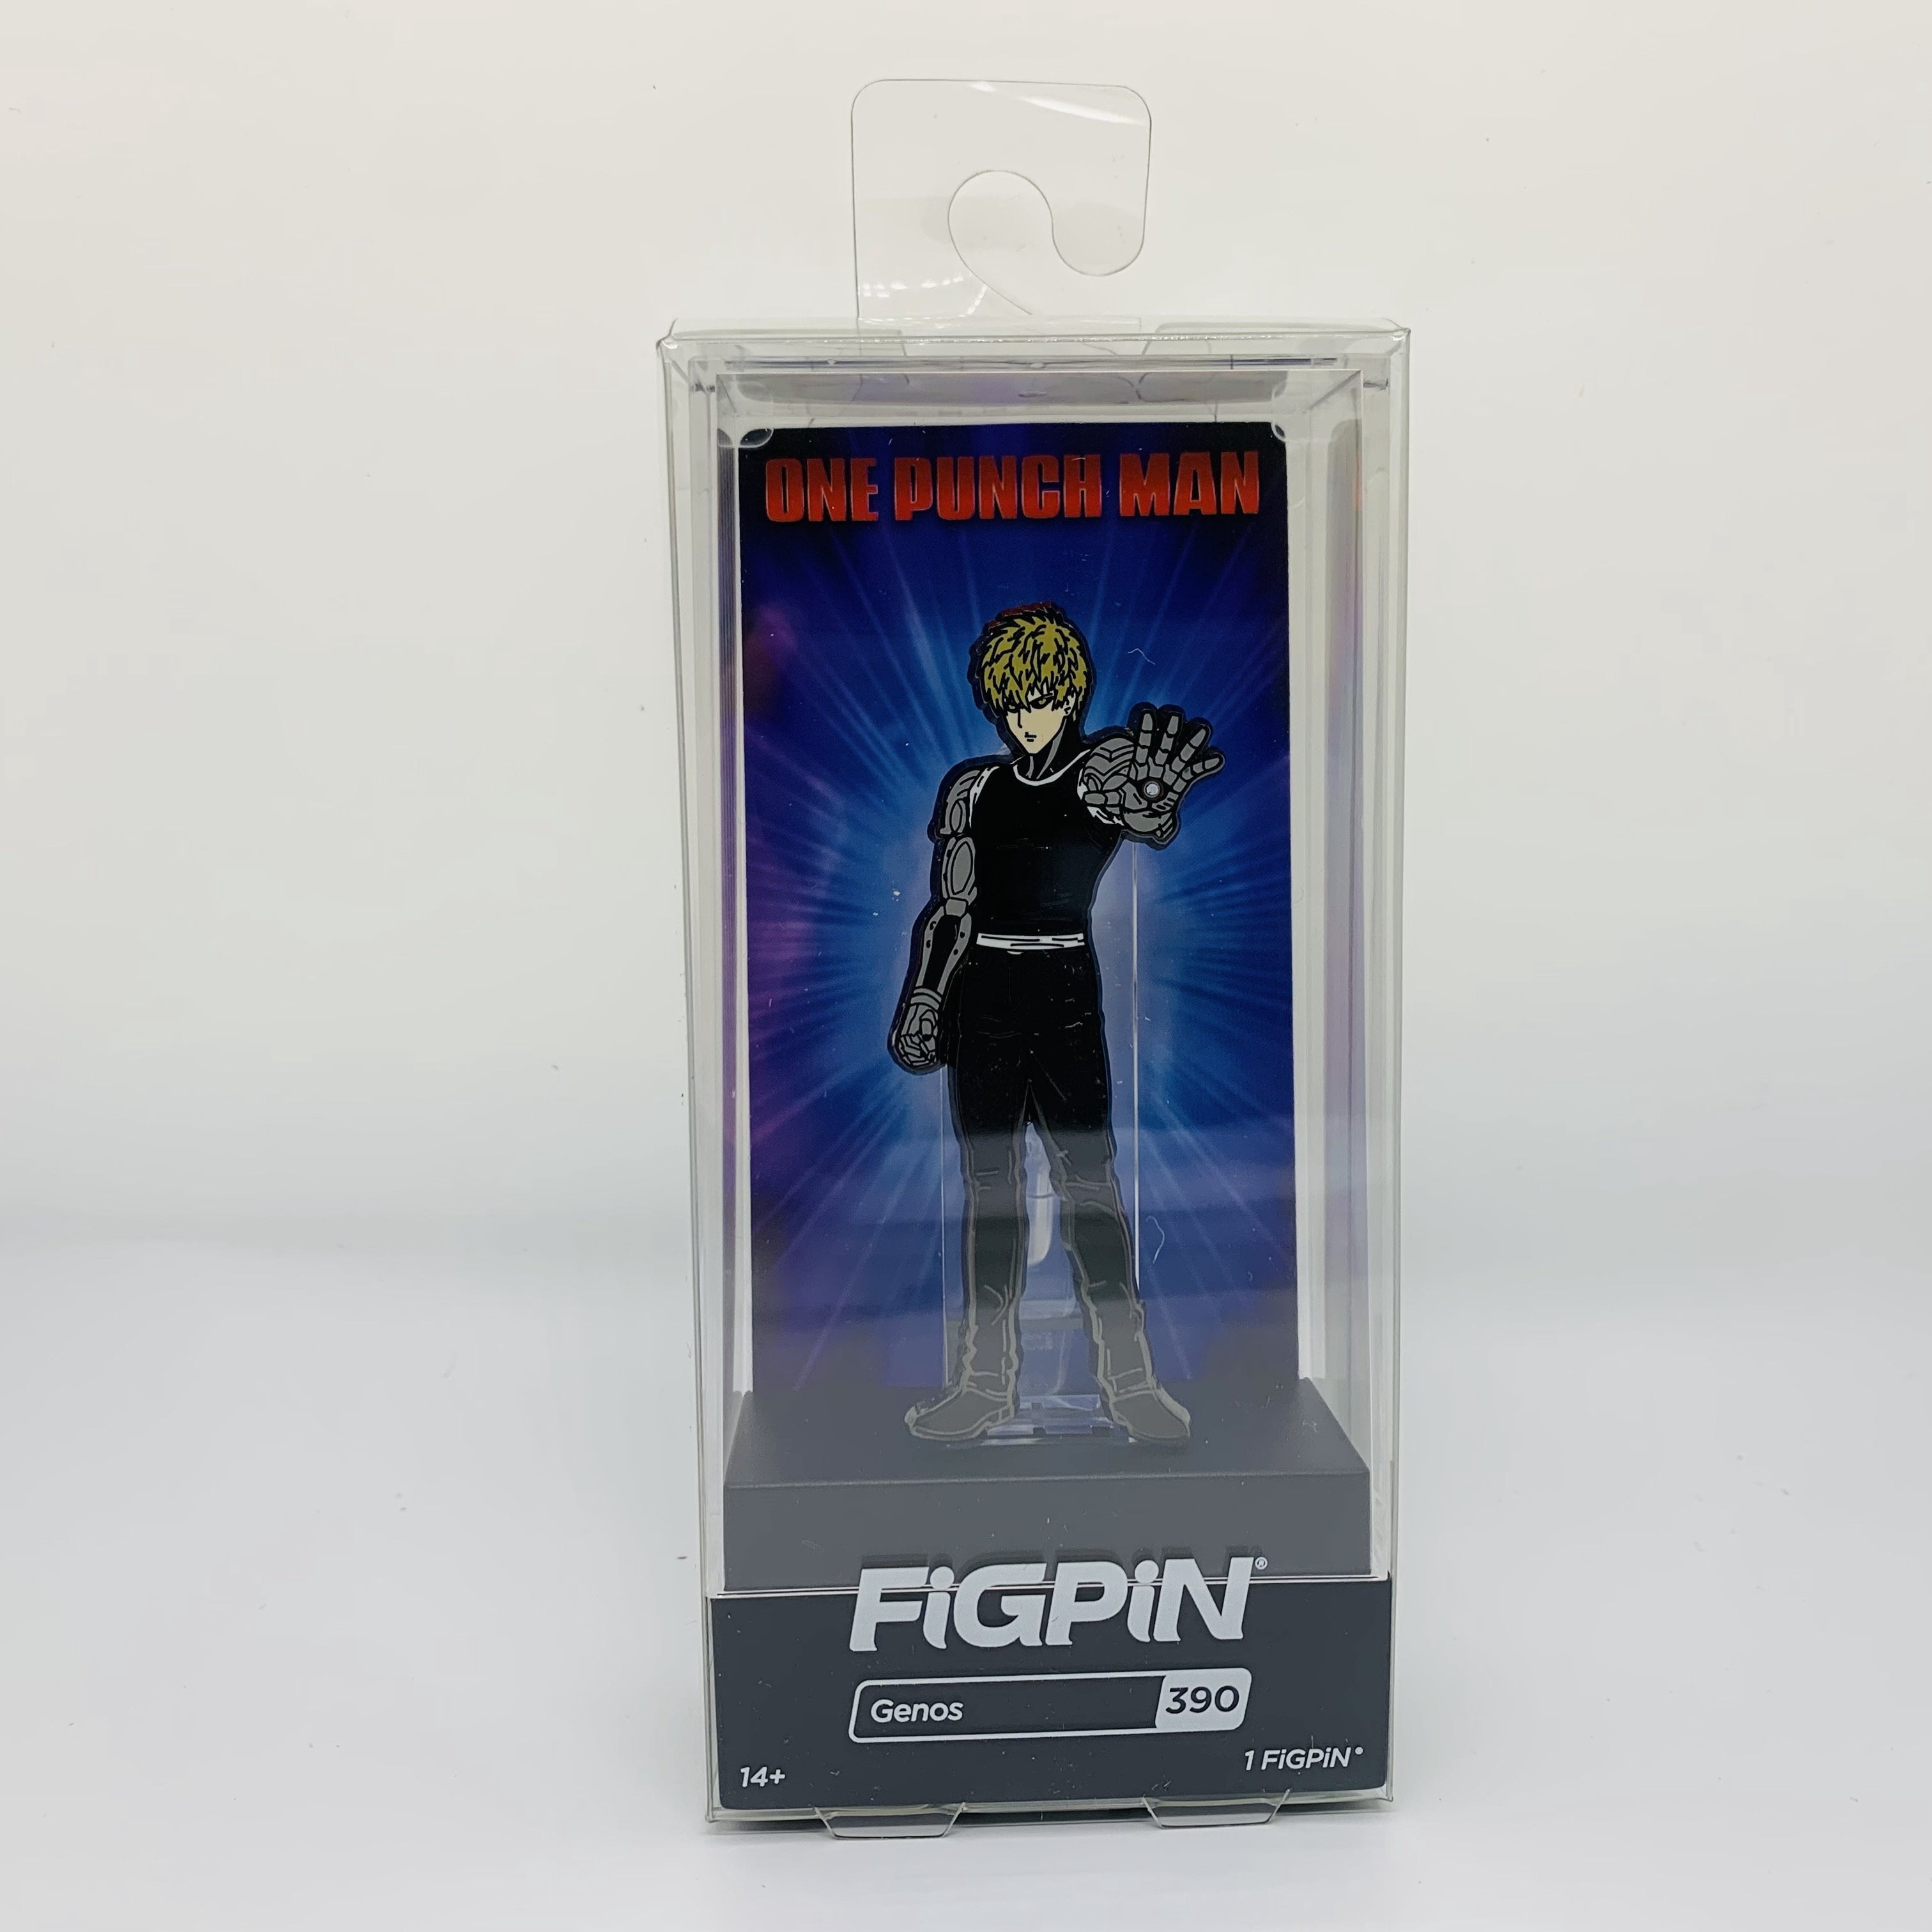 ONE PUNCH MAN
FiGPiN®
Genos 390
14+ 1 FiGPiN®